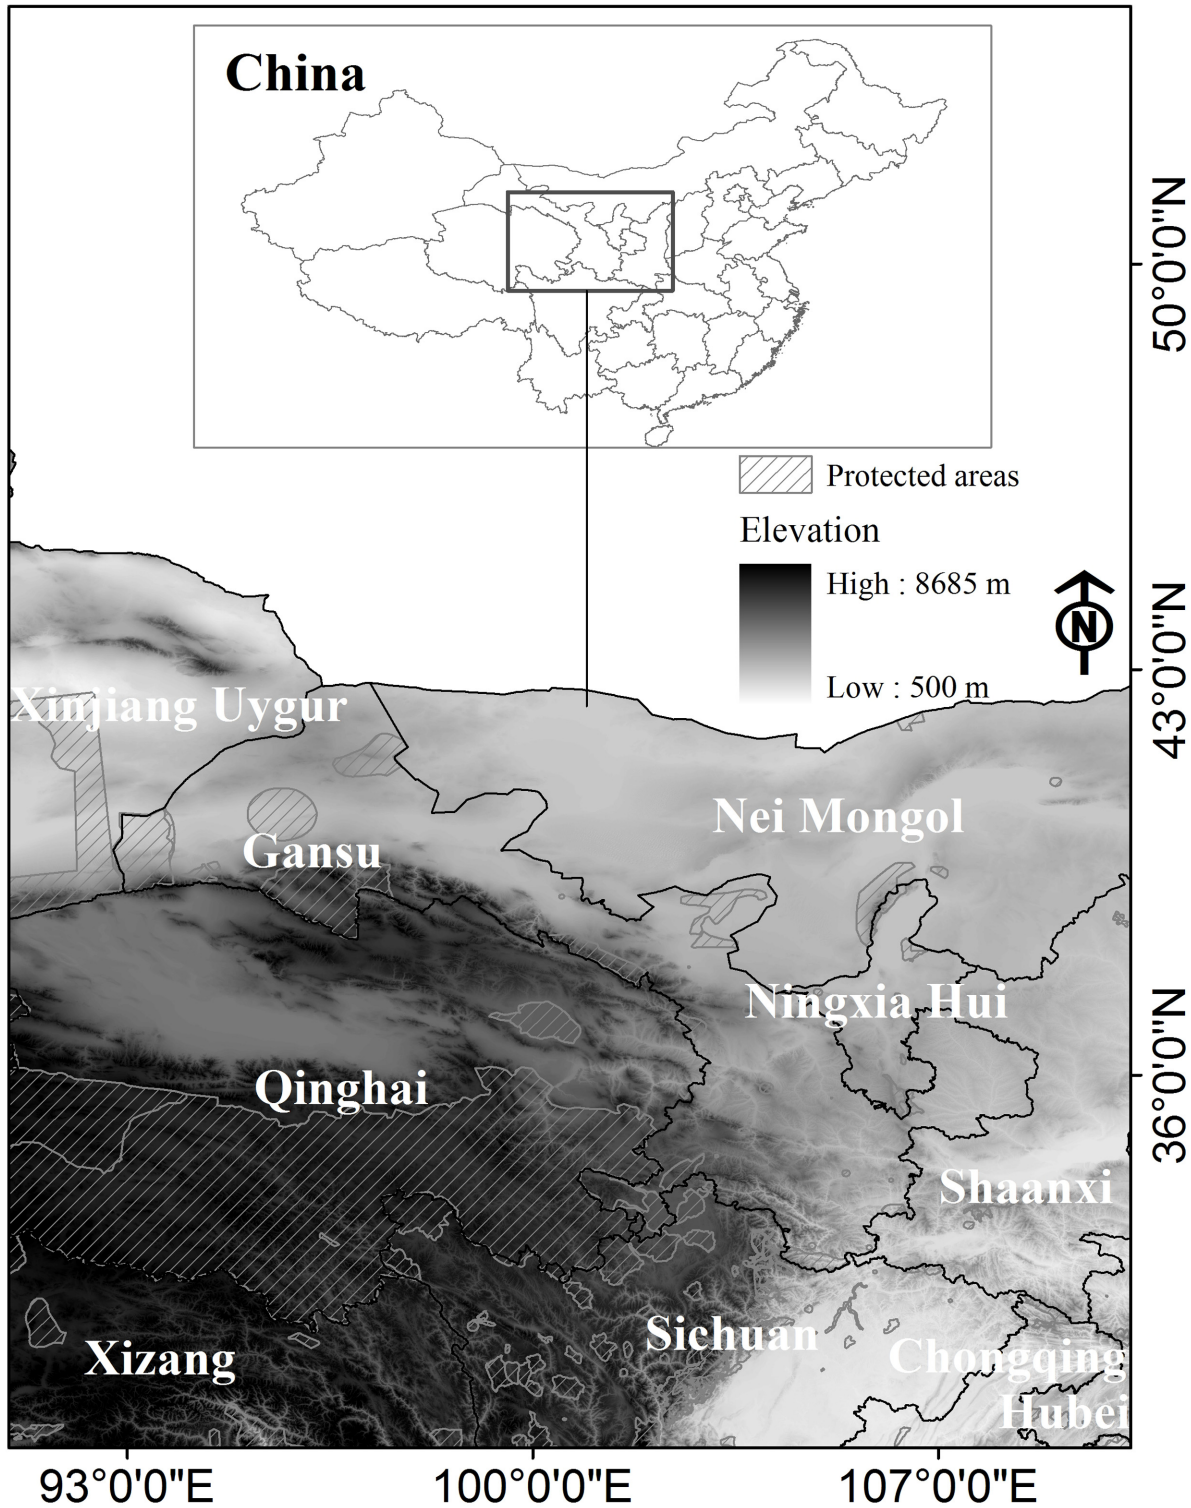 China
50°0'0"N
Protected areas
Elevation
High : 8685 m
N
Low : 500 m
43°0'0"N
Xinjiang Uygur
Nei Mongol
Gansu
Ningxia Hui
Qinghai
36°0'0"N
Shaanxi
Sichuan
Xizang
Chongqing
Hubei
93°0'0"E
100°0'0"E
107°0'0"E